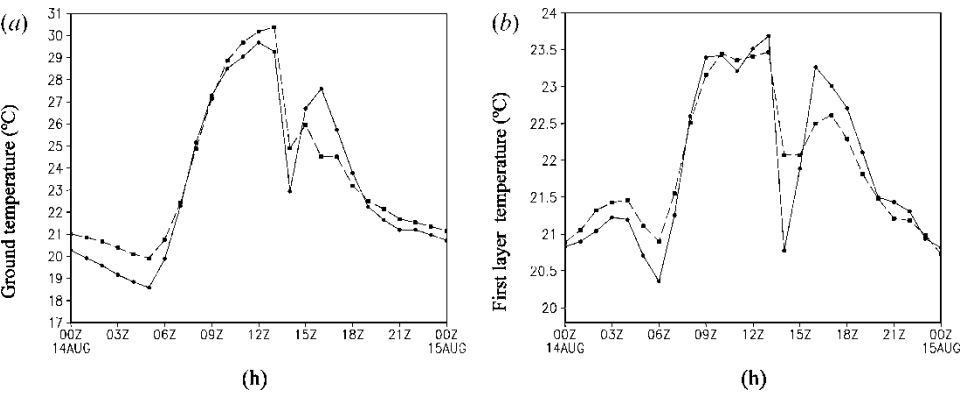 (a)
Ground temperature (°C)
31
30
29
28
27
26
25
24
23
22
21
20
19
18
17
00Z 03Z 06Z 09Z 12Z 15Z 18Z 21Z 00Z
14AUG 15AUG
(h)
(b)
First layer temperature (°C)
24
23.5
23
22.5
22
21.5
21
20.5
20
00Z 03Z 06Z 09Z 12Z 15Z 18Z 21Z 00Z
14AUG 15AUG
(h)